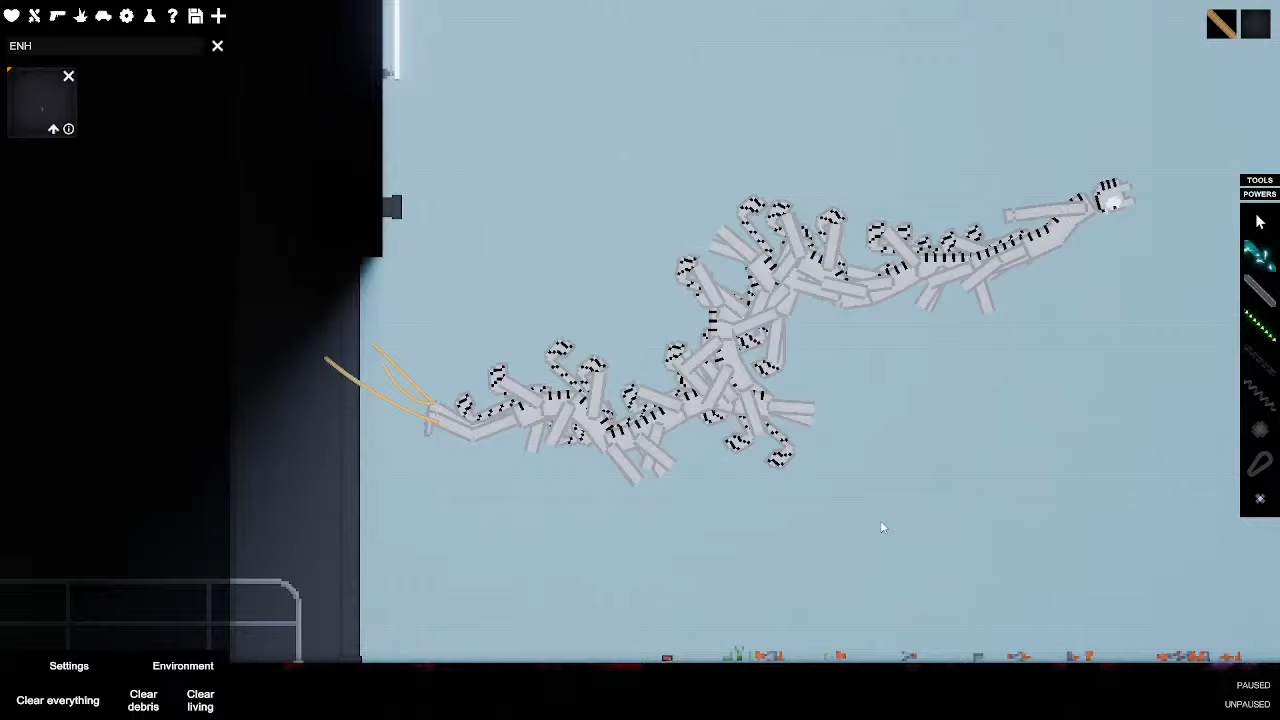 ENH
TOOLS
POWERS
Settings
Environment
Clear everything
Clear
debris
Clear
living
PAUSED
UNPAUSED